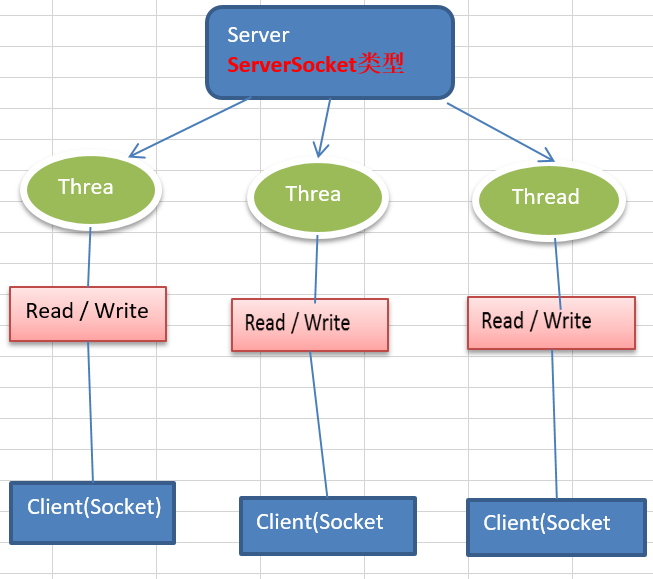 Server
ServerSocket类型
Threa
Threa
Thread
Read / Write
Read / Write
Read / Write
Client(Socket)
Client(Socket
Client(Socket